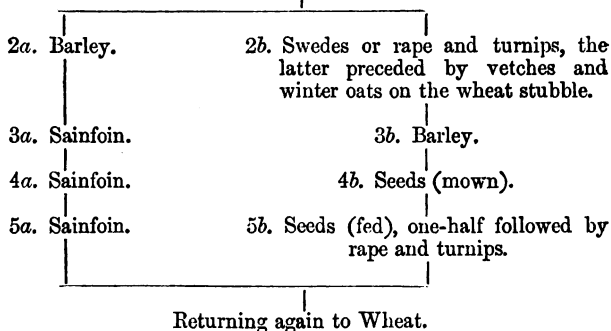 2a. Barley.
2b. Swedes or rape and turnips, the
latter preceded by vetches and
winter oats on the wheat stubble.
3a. Sainfoin.
3b. Barley.
4a. Sainfoin.
4b. Seeds (mown).
5a. Sainfoin.
5b. Seeds (fed), one-half followed by
rape and turnips.
Returning again to Wheat.